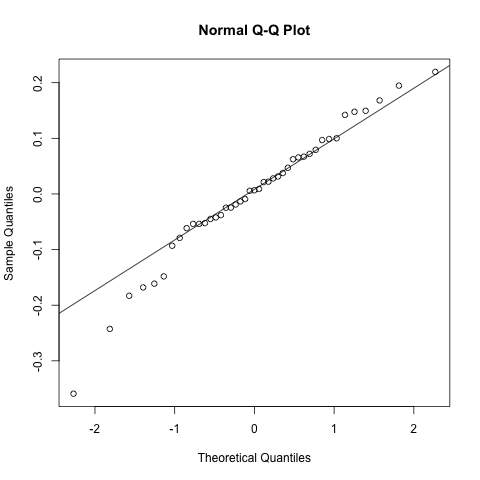 Normal Q-Q Plot
Sample Quantiles
0.2
0.1
0.0
-0.1
-0.2
-0.3
-2 -1 0 1 2
Theoretical Quantiles